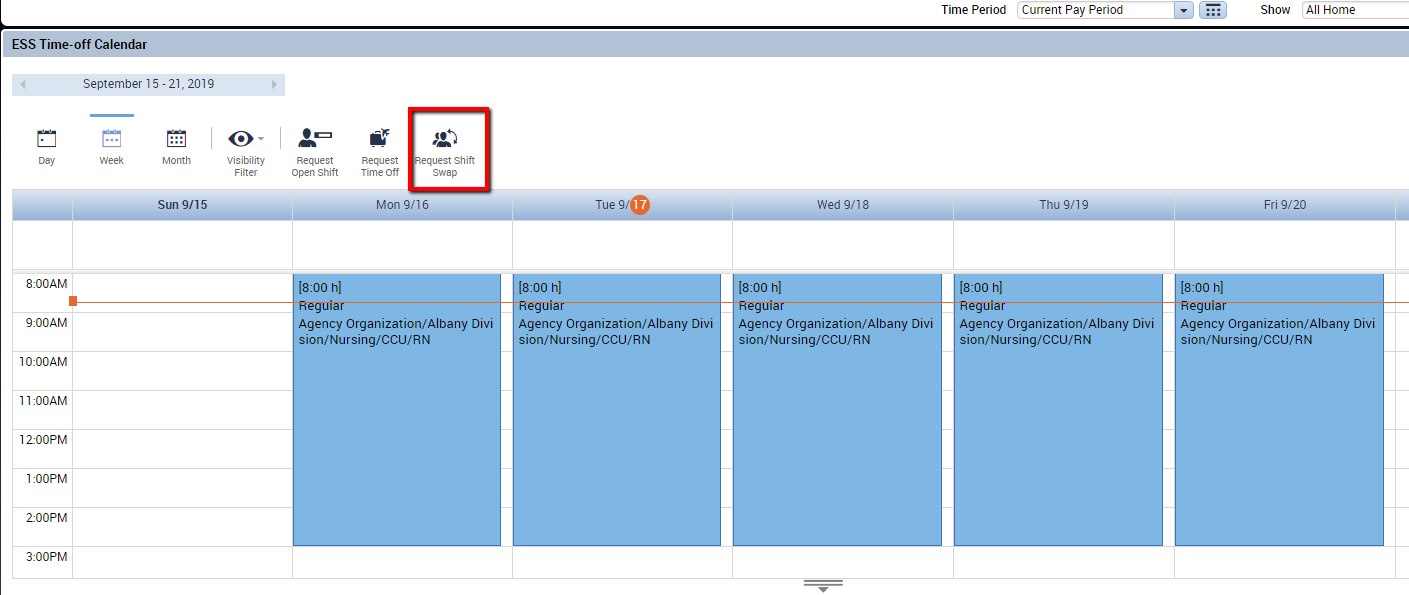 Time Period Current Pay Period Show All Home
ESS Time-off Calendar
September 15 - 21, 2019
Day Week Month Visibility Request Request Request Shift
Filter Open Shift Time Off Swap
Sun 9/15 Mon 9/16 Tue 9/17 Wed 9/18 Thu 9/19 Fri 9/20
8:00AM [8:00 h] [8:00 h] [8:00 h] [8:00 h] [8:00 h]
Regular Regular Regular Regular Regular
9:00AM Agency Organization/Albany Divi Agency Organization/Albany Divi Agency Organization/Albany Divi Agency Organization/Albany Divi Agency Organization/Albany Divi
sion/Nursing/CCU/RN sion/Nursing/CCU/RN sion/Nursing/CCU/RN sion/Nursing/CCU/RN sion/Nursing/CCU/RN
10:00AM
11:00AM
12:00PM
1:00PM
2:00PM
3:00PM